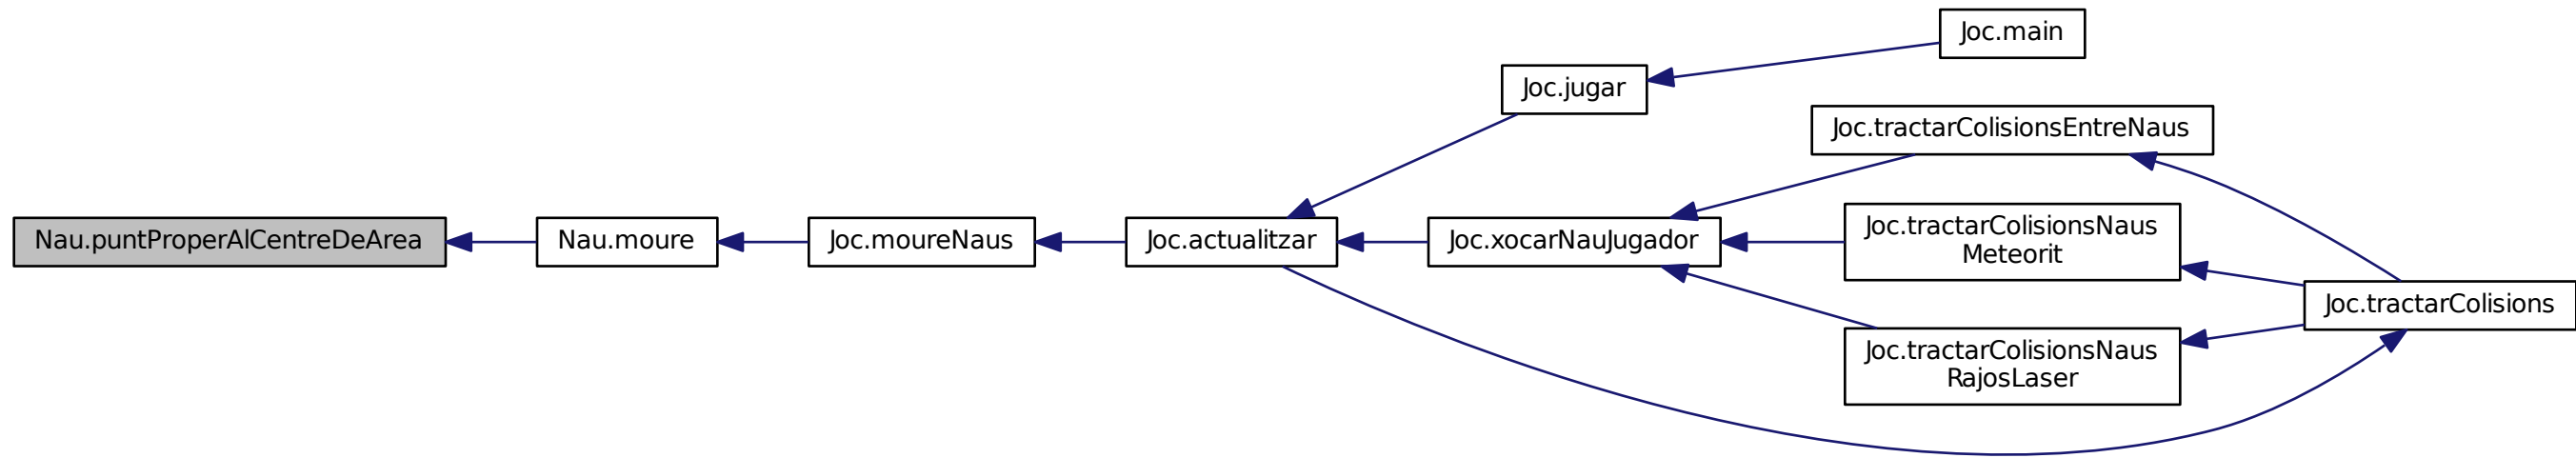 Joc.main
Joc.jugar
Joc.tractarColisionsEntreNaus
Nau.puntProperAlCentreDeArea
Nau.moure
Joc.moureNaus
Joc.actualitzar
Joc.xocarNauJugador
Joc.tractarColisionsNaus
Meteorit
Joc.tractarColisions
Joc.tractarColisionsNaus
RajosLaser